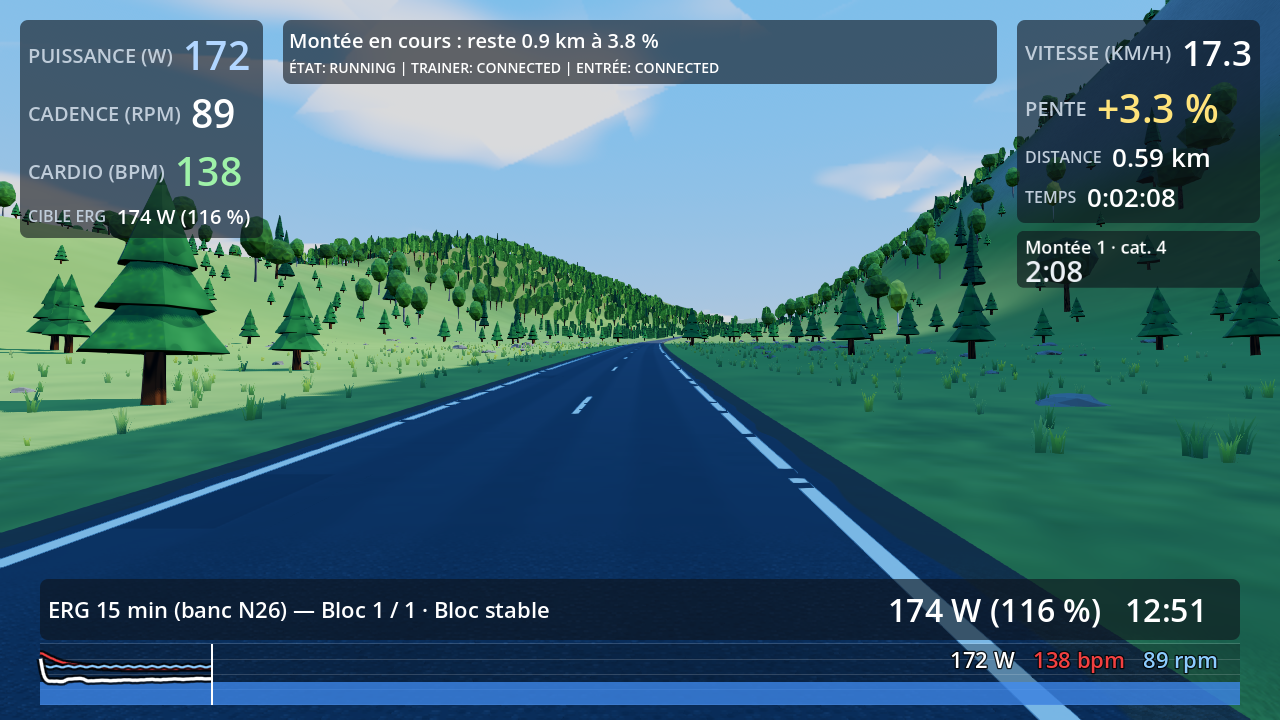 PUISSANCE (W) 172
CADENCE (RPM) 89
CARDIO (BPM) 138
CIBLE ERG 174 W (116 %)
Montée en cours : reste 0.9 km à 3.8 %
ÉTAT: RUNNING | TRAINER: CONNECTED | ENTRÉE: CONNECTED
VITESSE (KM/H) 17.3
PENTE +3.3 %
DISTANCE 0.59 km
TEMPS 0:02:08
Montée 1 · cat. 4
2:08
ERG 15 min (banc N26) — Bloc 1 / 1 · Bloc stable 174 W (116 %) 12:51
172 W 138 bpm 89 rpm